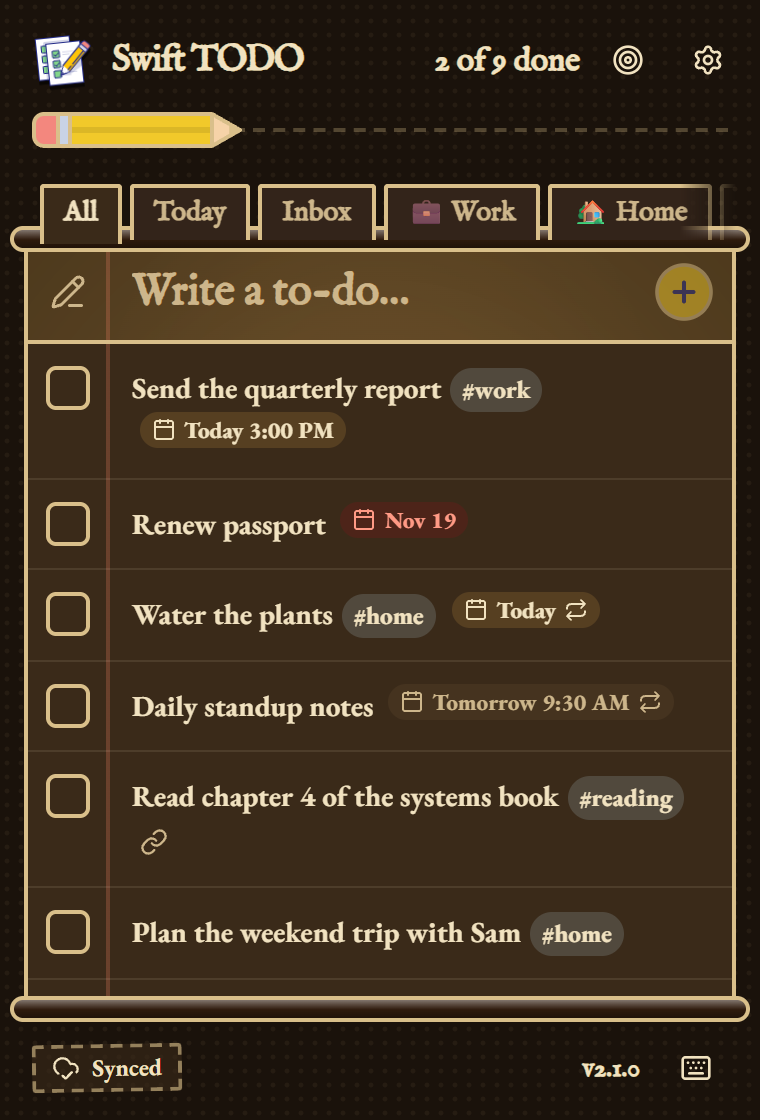 Swift TODO
2 of 9 done
All
Today
Inbox
Work
Home
Write a to-do...
Send the quarterly report #work
Today 3:00 PM
Renew passport Nov 19
Water the plants #home Today
Daily standup notes Tomorrow 9:30 AM
Read chapter 4 of the systems book #reading
Plan the weekend trip with Sam #home
Synced
v2.1.0